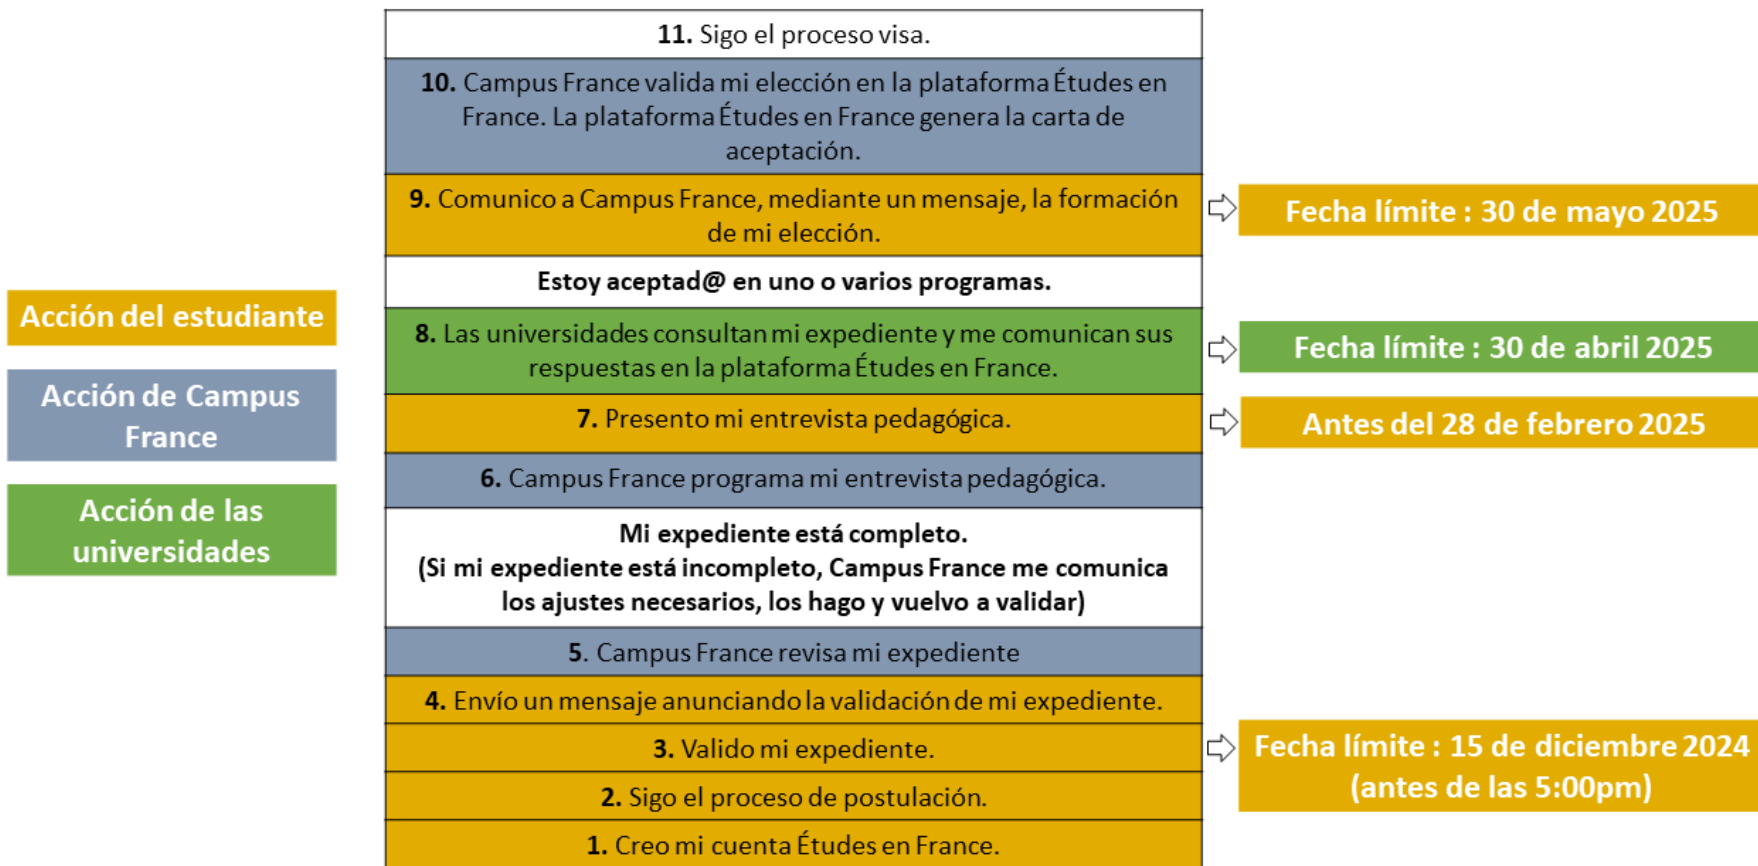 11. Sigo el proceso visa.
10. Campus France valida mi elección en la plataforma Études en
France. La plataforma Études en France genera la carta de
aceptación.
9. Comunico a Campus France, mediante un mensaje, la formación
de mi elección.
Fecha límite : 30 de mayo 2025
Estoy aceptad@ en uno o varios programas.
Acción del estudiante
8. Las universidades consultan mi expediente y me comunican sus
respuestas en la plataforma Études en France.
Fecha límite : 30 de abril 2025
Acción de Campus
France
7. Presento mi entrevista pedagógica.
Antes del 28 de febrero 2025
6. Campus France programa mi entrevista pedagógica.
Acción de las
universidades
Mi expediente está completo.
(Si mi expediente está incompleto, Campus France me comunica
los ajustes necesarios, los hago y vuelvo a validar)
5. Campus France revisa mi expediente
4. Envío un mensaje anunciando la validación de mi expediente.
3. Valido mi expediente.
Fecha límite : 15 de diciembre 2024
(antes de las 5:00pm)
2. Sigo el proceso de postulación.
1. Creo mi cuenta Études en France.